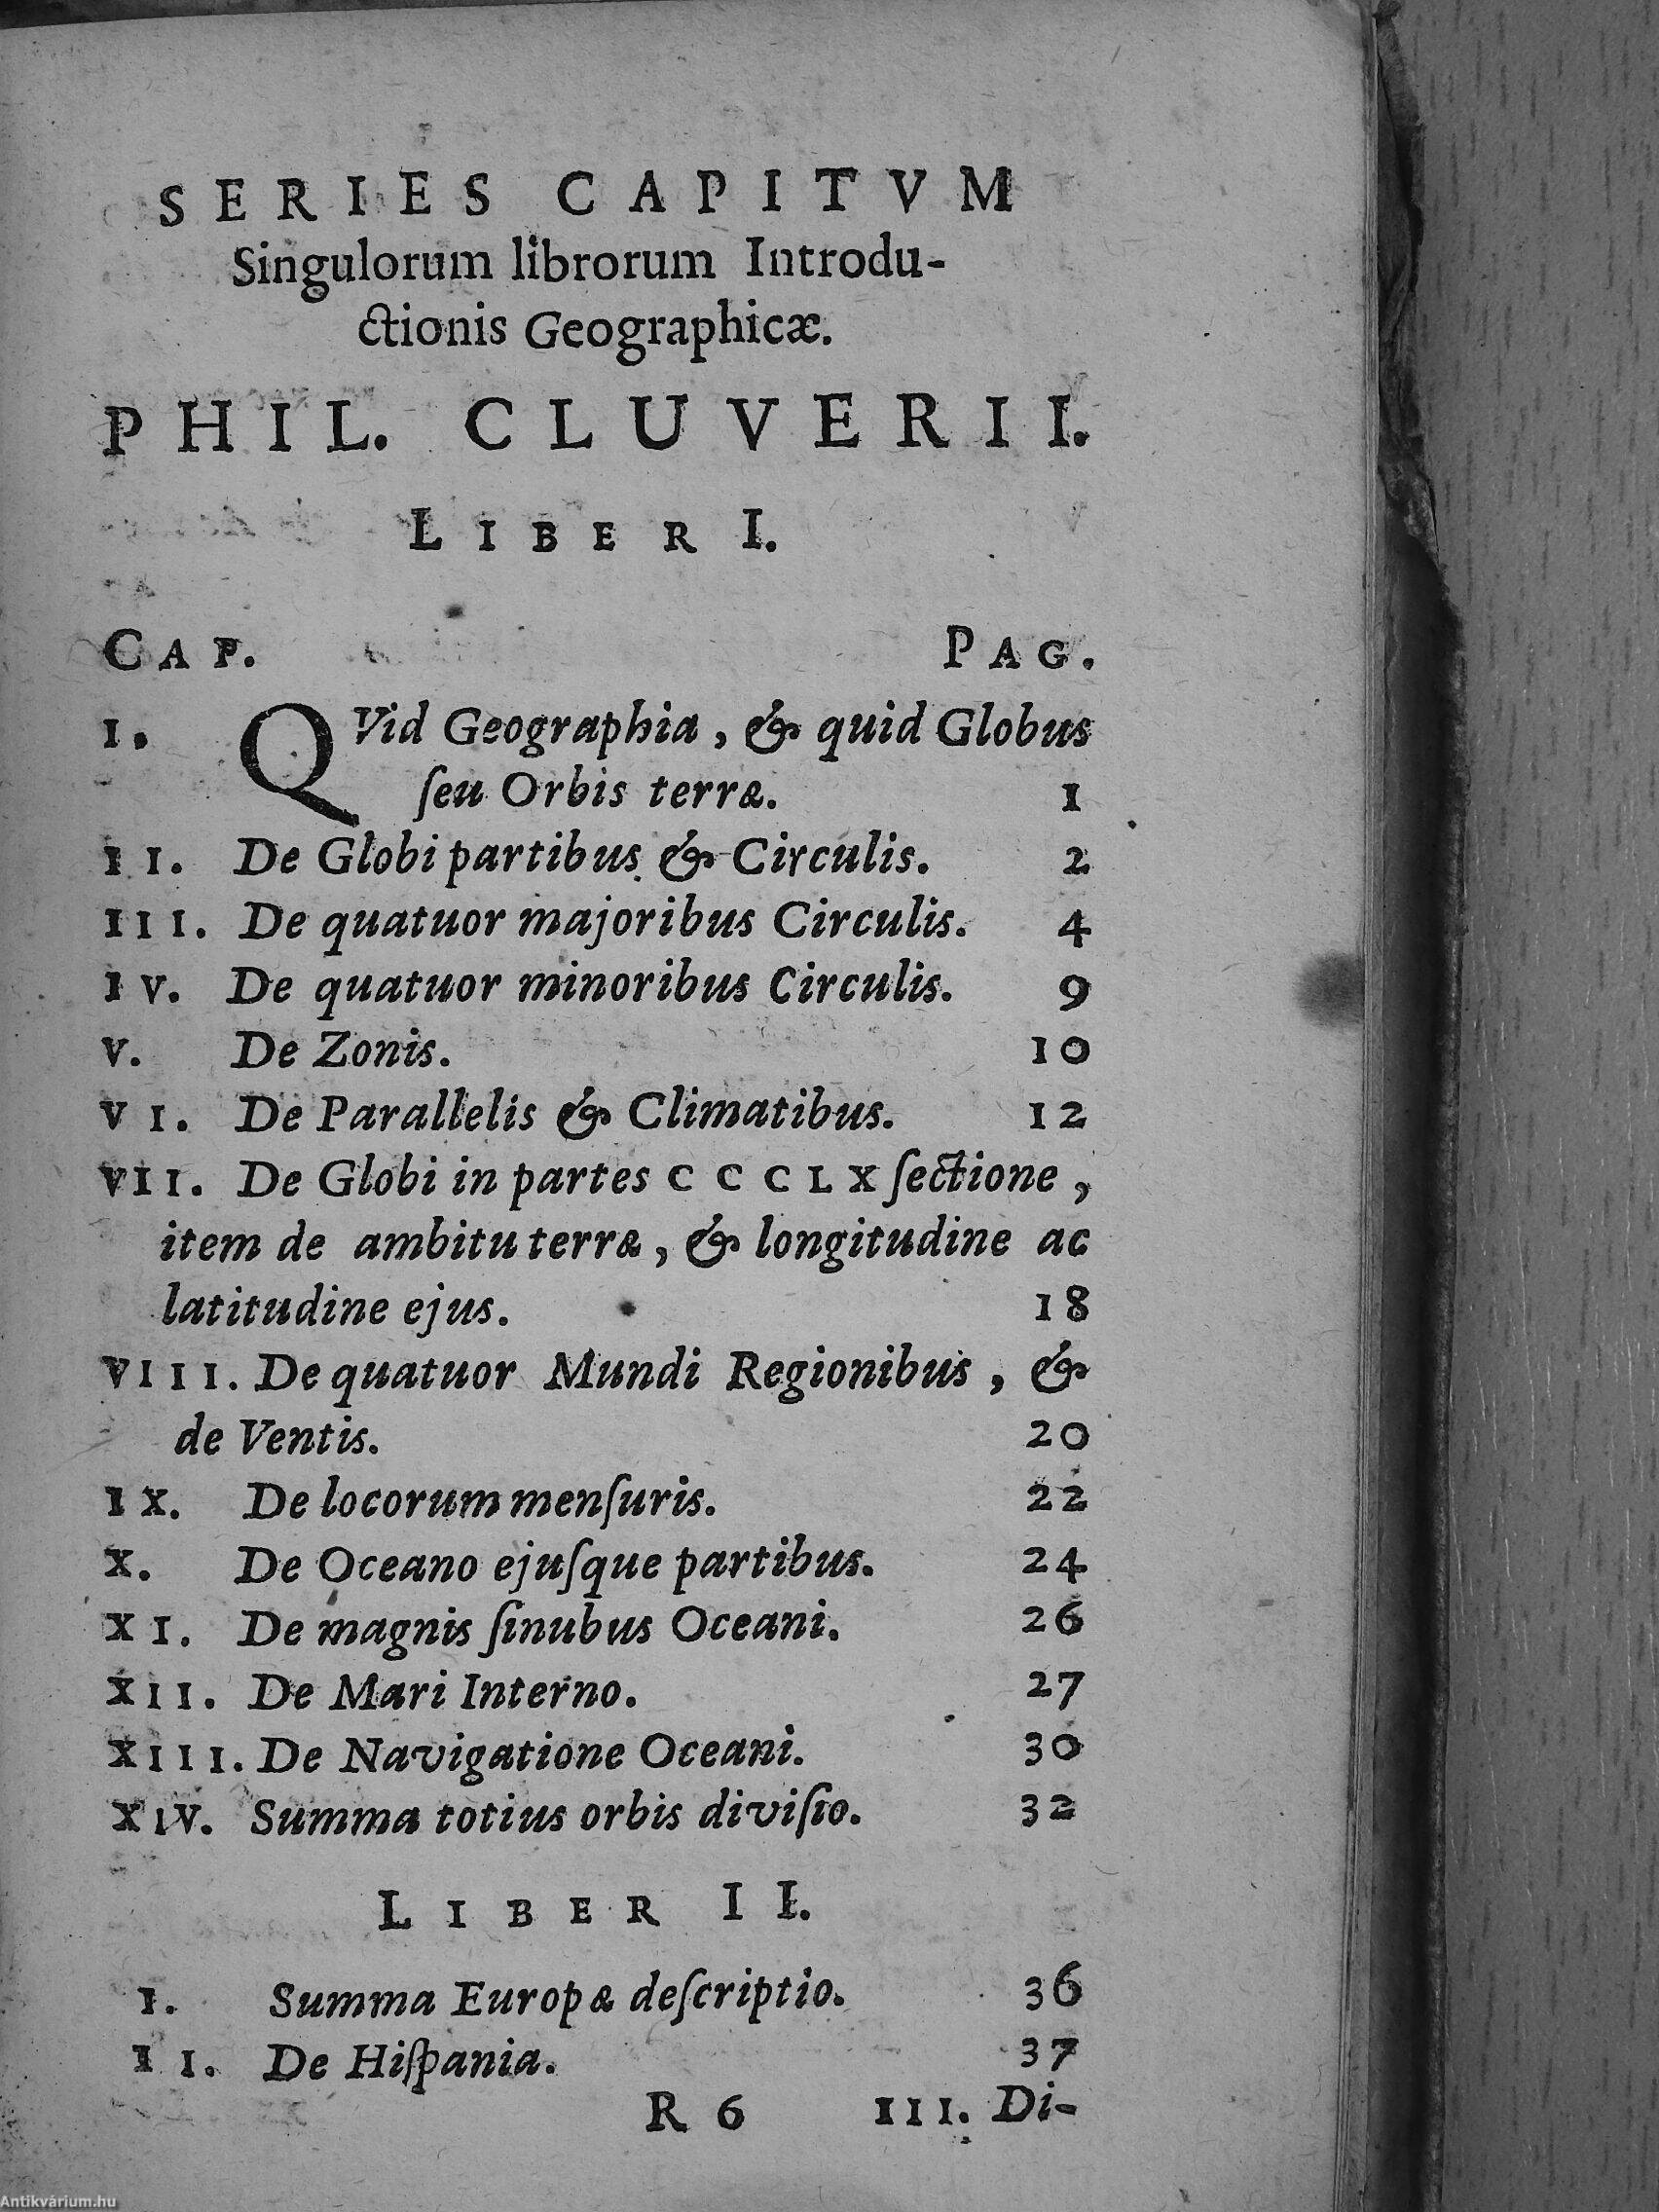 SERIES CAPITVM
Singulorum librorum Introdu-
ctionis Geographicæ.
PHIL. CLUVERII.
LIBER I.
CAP. PAG.
I. QVid Geographia, & quid Globus
ſeu Orbis terræ. 1
II. De Globi partibus & Circulis. 2
III. De quatuor majoribus Circulis. 4
IV. De quatuor minoribus Circulis. 9
V. De Zonis. 10
VI. De Parallelis & Climatibus. 12
VII. De Globi in partes CCCLX ſectione,
item de ambitu terræ, & longitudine ac
latitudine ejus. 18
VIII. De quatuor Mundi Regionibus, &
de Ventis. 20
IX. De locorum menſuris. 22
X. De Oceano ejuſque partibus. 24
XI. De magnis ſinubus Oceani. 26
XII. De Mari Interno. 27
XIII. De Navigatione Oceani. 30
XIV. Summa totius orbis diviſio. 32
LIBER II.
I. Summa Europæ deſcriptio. 36
II. De Hiſpania. 37
R 6 III. Di-
Antikvárium.hu